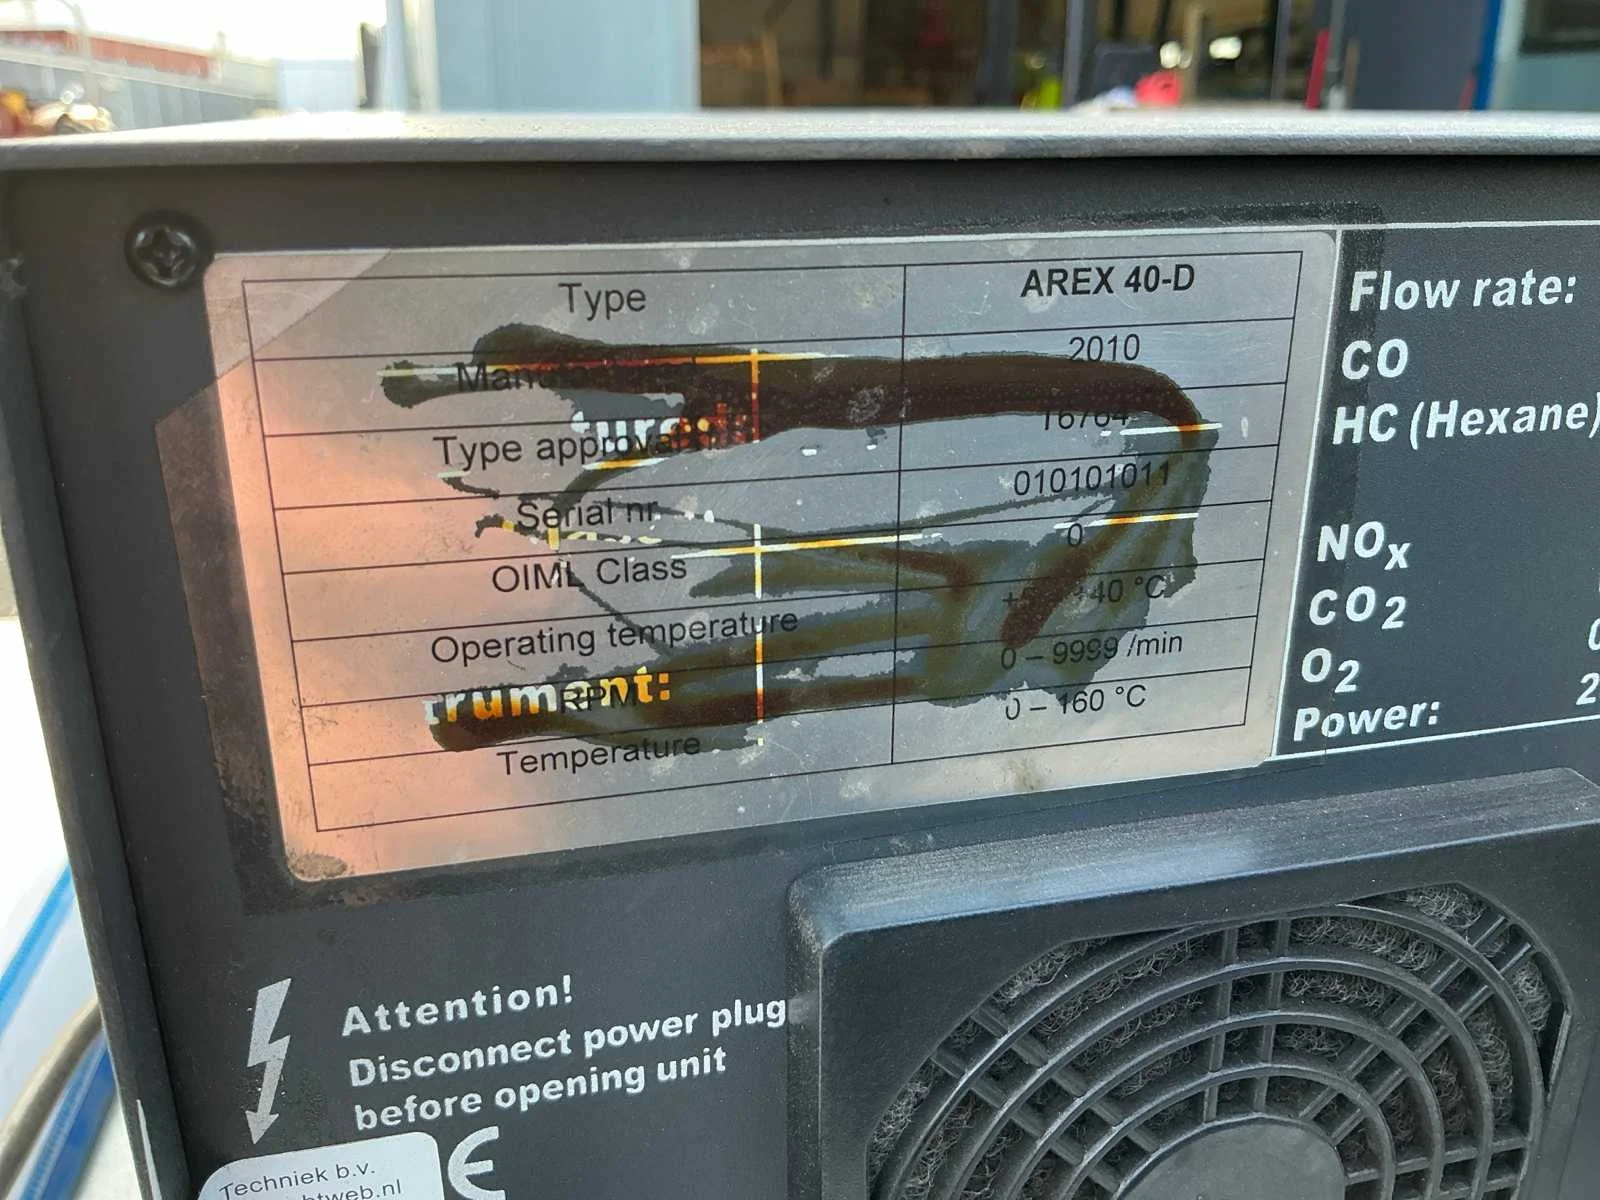 Type AREX 40-D
2010
Type approval
Serial nr. 010101011
OIML Class 0
Operating temperature 40 °C
RPM 0 – 9999 /min
Temperature 0 – 160 °C
Flow rate:
CO
HC (Hexane)
NOx
CO2
O2
Power:
Attention!
Disconnect power plug
before opening unit
CE
Techniek b.v.